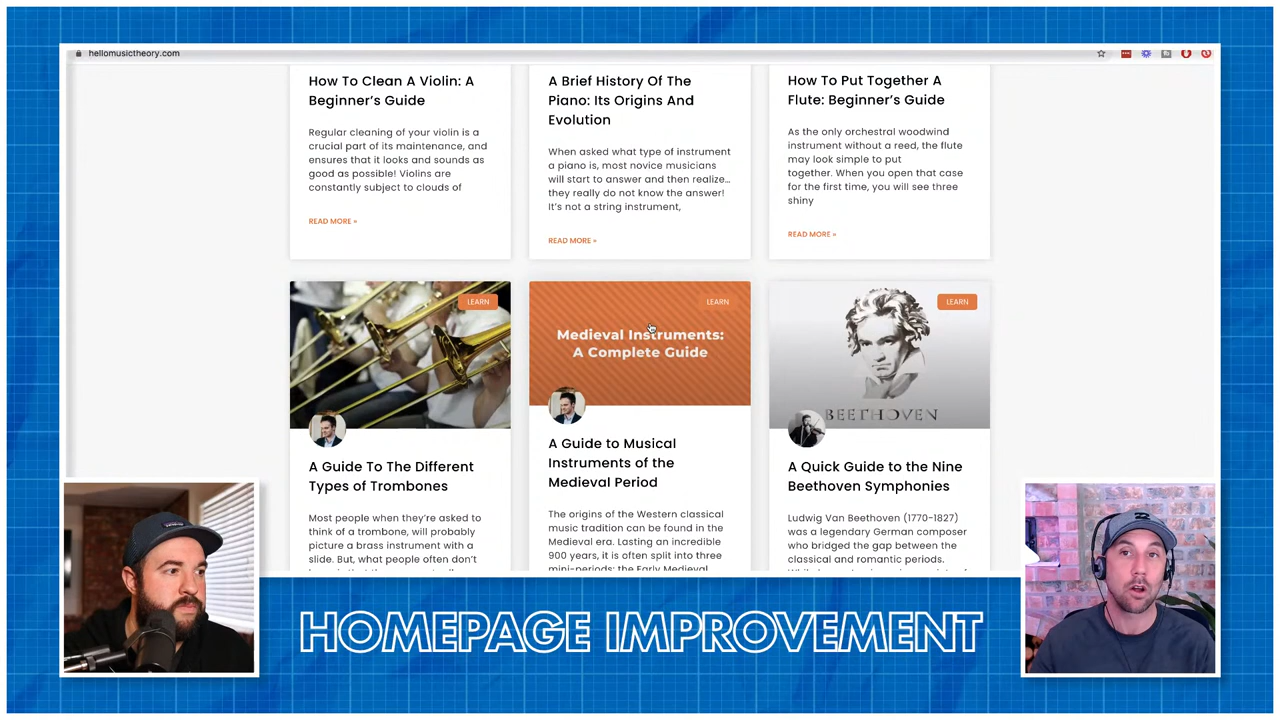 hellomusictheory.com
How To Clean A Violin: A
Beginner's Guide
Regular cleaning of your violin is a
crucial part of its maintenance, and
ensures that it looks and sounds as
good as possible! Violins are
constantly subject to clouds of
READ MORE »
A Brief History Of The
Piano: Its Origins And
Evolution
When asked what type of instrument
a piano is, most novice musicians
will start to answer and then realize…
they really do not know the answer!
It's not a string instrument,
READ MORE »
How To Put Together A
Flute: Beginner's Guide
As the only orchestral woodwind
instrument without a reed, the flute
may look simple to put
together. When you open that case
for the first time, you will see three
shiny
READ MORE »
LEARN
A Guide To The Different
Types of Trombones
Most people when they're asked to
think of a trombone, will probably
picture a brass instrument with a
slide. But, what people often don't
LEARN
Medieval Instruments:
A Complete Guide
A Guide to Musical
Instruments of the
Medieval Period
The origins of the Western classical
music tradition can be found in the
Medieval era. Lasting an incredible
900 years, it is often split into three
mini-periods: the Early Medieval
LEARN
BEETHOVEN
A Quick Guide to the Nine
Beethoven Symphonies
Ludwig Van Beethoven (1770-1827)
was a legendary German composer
who bridged the gap between the
classical and romantic periods.
HOMEPAGE IMPROVEMENT